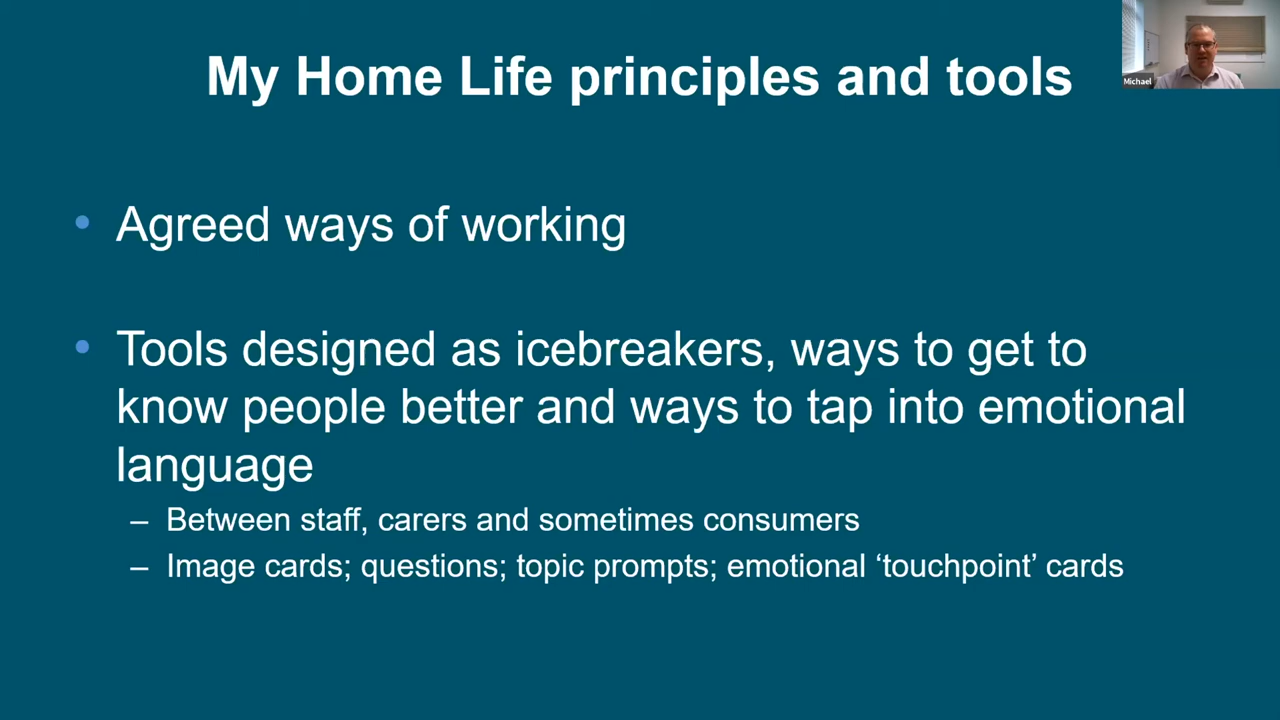 My Home Life principles and tools
Michael
• Agreed ways of working
• Tools designed as icebreakers, ways to get to
know people better and ways to tap into emotional
language
– Between staff, carers and sometimes consumers
– Image cards; questions; topic prompts; emotional ‘touchpoint’ cards